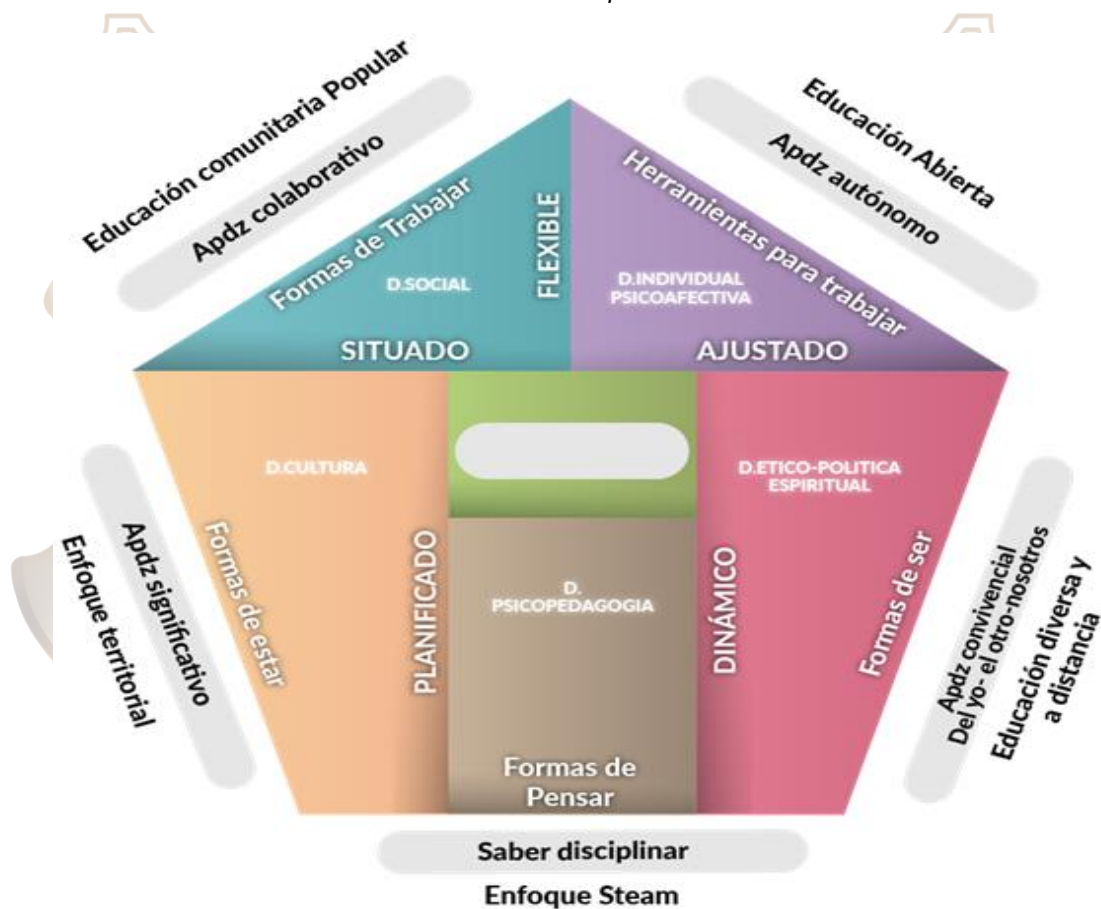 Educación comunitaria Popular
Apdz colaborativo
Educación Abierta
Apdz autónomo
Formas de Trabajar
D.SOCIAL
FLEXIBLE
SITUADO
Herramientas para trabajar
D.INDIVIDUAL
PSICOAFECTIVA
AJUSTADO
Enfoque territorial
Apdz significativo
Formas de estar
D.CULTURA
PLANIFICADO
D.
PSICOPEDAGOGIA
Formas de
Pensar
DINÁMICO
D.ETICO-POLITICA
ESPIRITUAL
Formas de ser
Apdz convivencial
Del yo- el otro-nosotros
Educación diversa y
a distancia
Saber disciplinar
Enfoque Steam